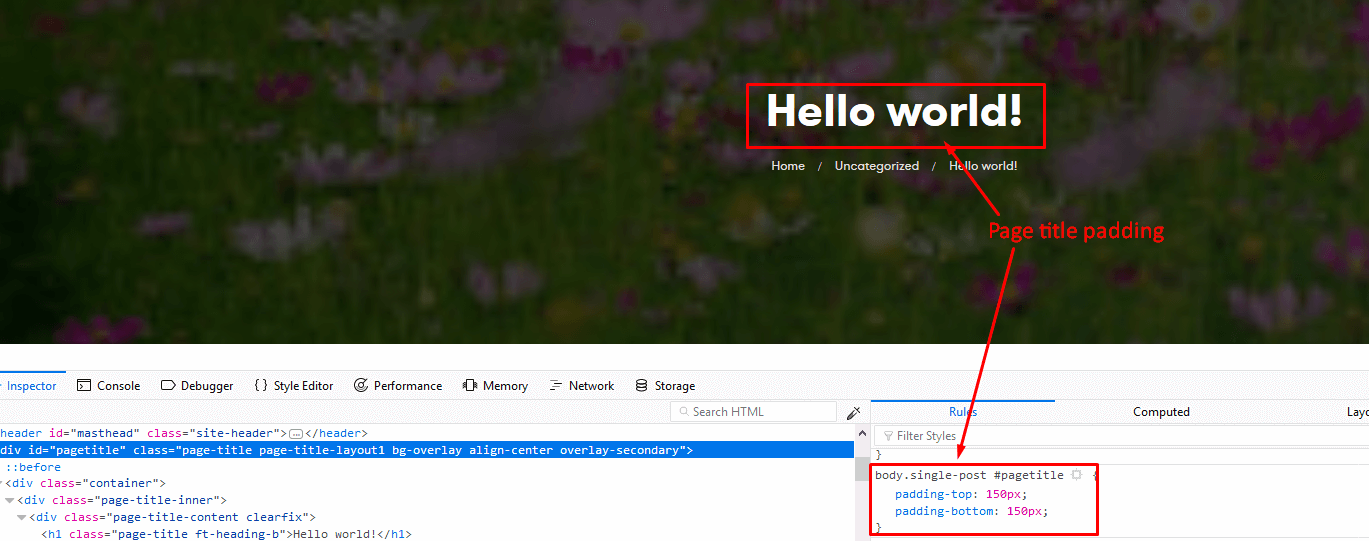 Hello world!
Home / Uncategorized / Hello world!
Page title padding
Inspector Console Debugger {} Style Editor Performance Memory Network Storage
Search HTML
Rules Computed
Filter Styles
header id="masthead" class="site-header">…</header>
div id="pagetitle" class="page-title page-title-layout1 bg-overlay align-center overlay-secondary">
::before
<div class="container">
<div class="page-title-inner">
<div class="page-title-content clearfix">
<h1 class="page-title ft-heading-b">Hello world!</h1>
}
body.single-post #pagetitle {
padding-top: 150px;
padding-bottom: 150px;
}